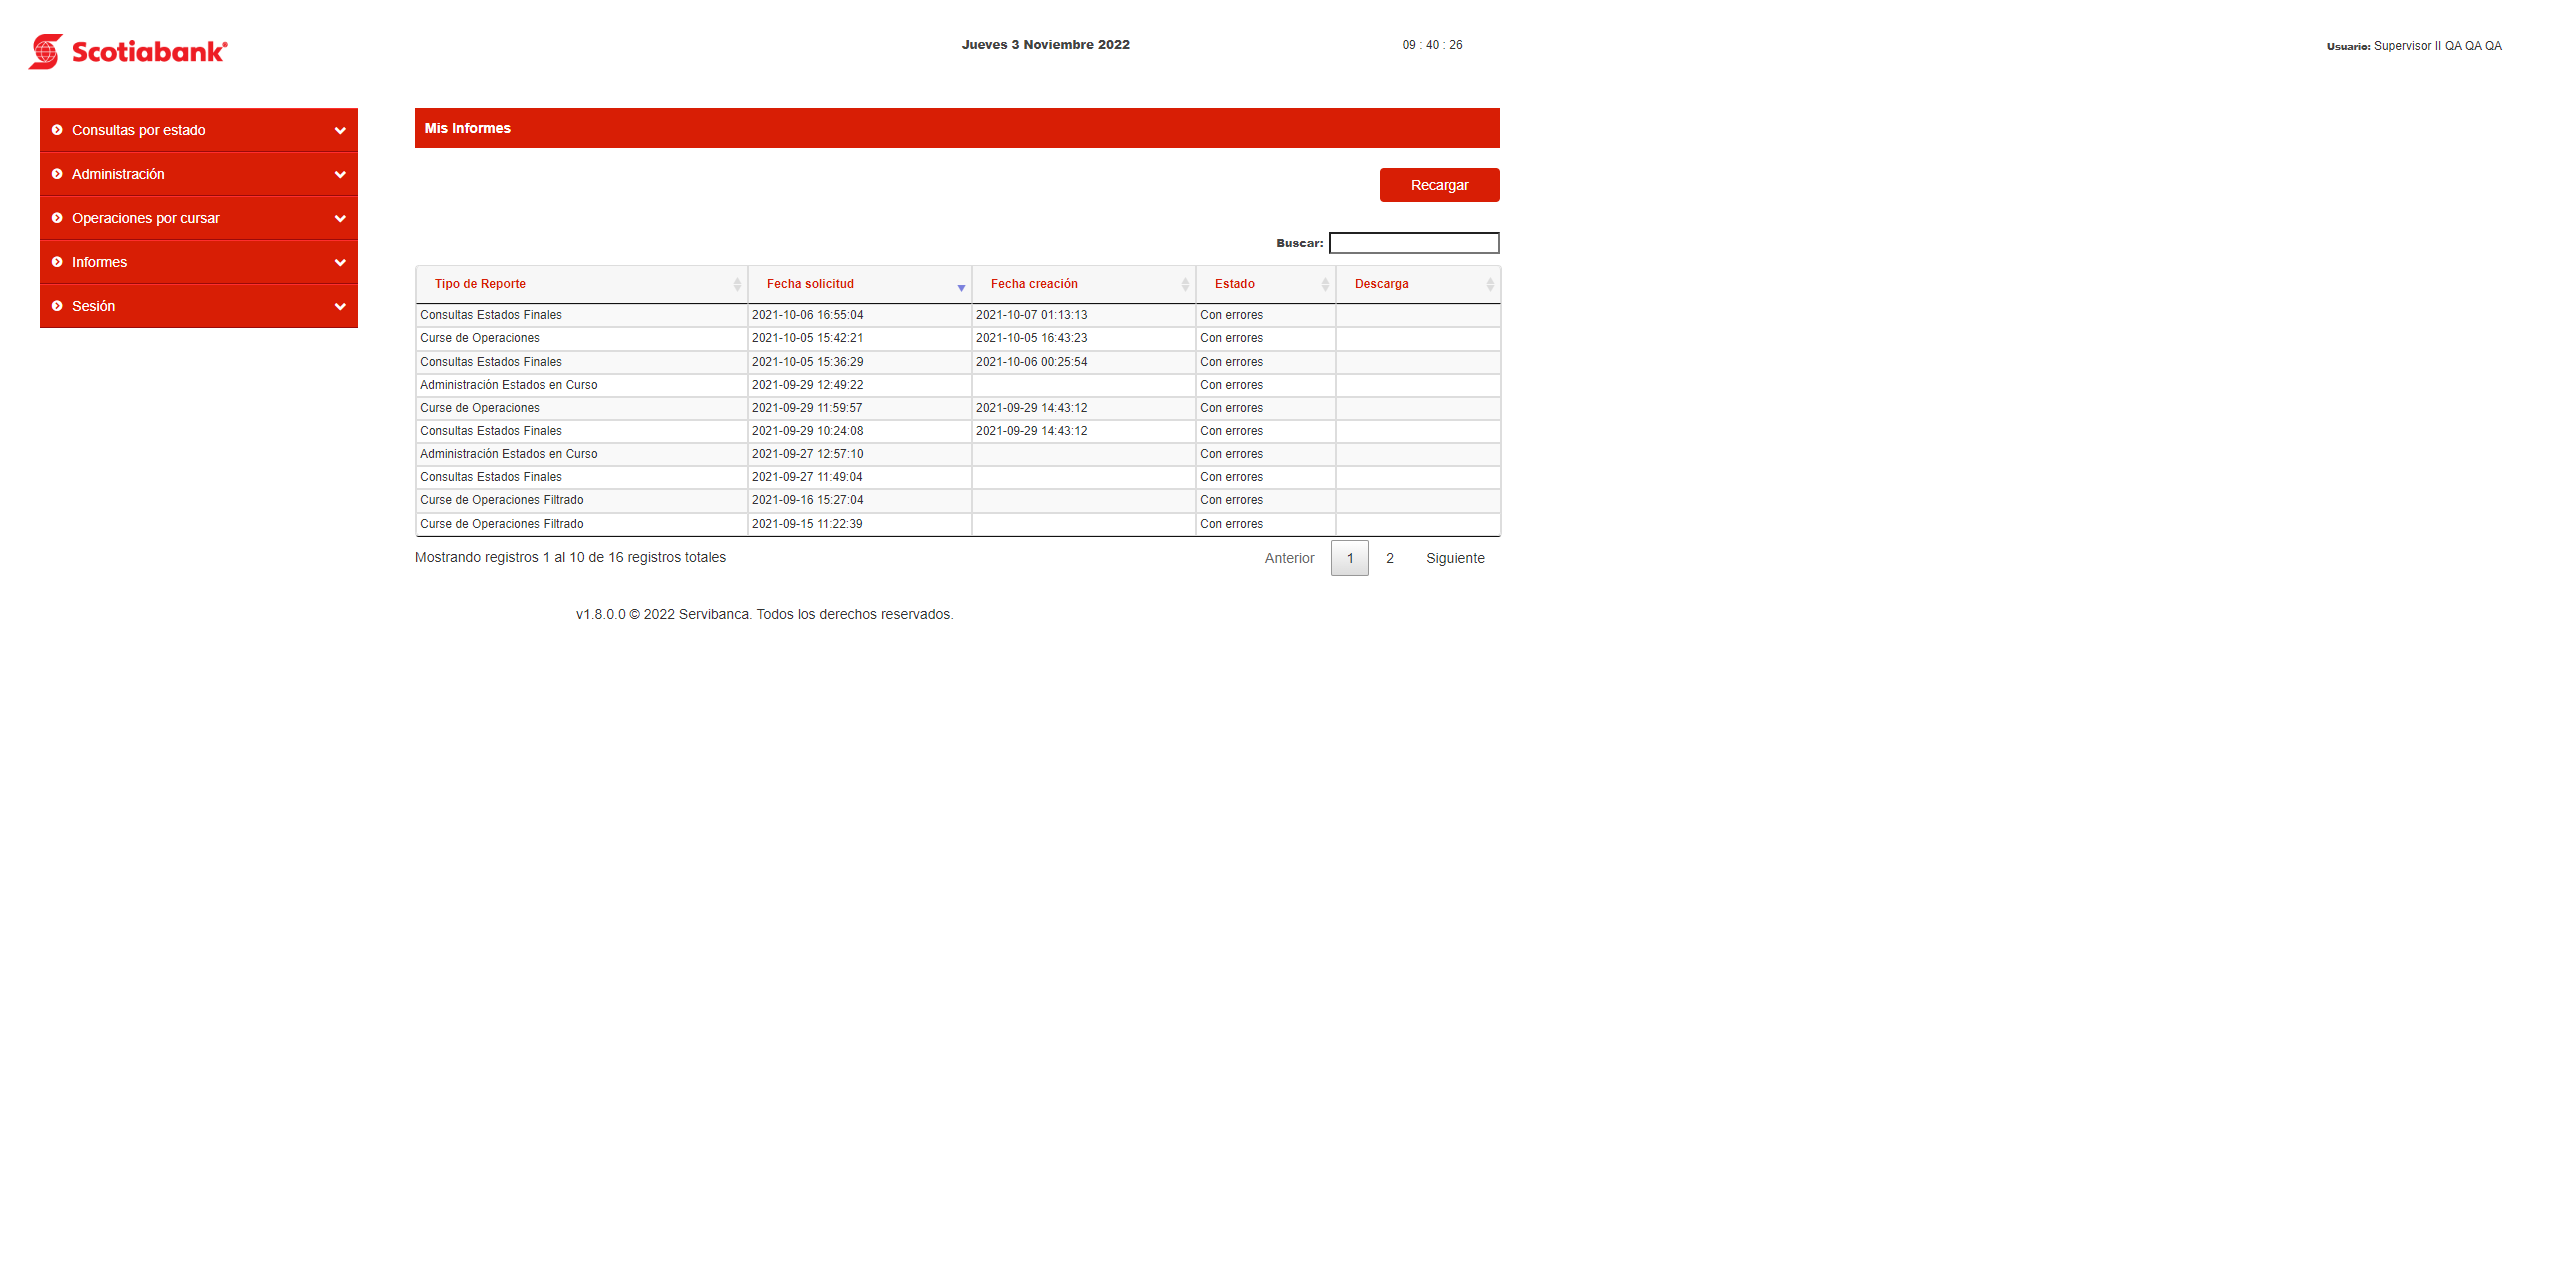 Scotiabank®
Jueves 3 Noviembre 2022
09 : 40 : 26
Usuario: Supervisor II QA QA QA
Consultas por estado
Administración
Operaciones por cursar
Informes
Sesión
Mis Informes
Recargar
Buscar:
Tipo de Reporte Fecha solicitud Fecha creación Estado Descarga
Consultas Estados Finales 2021-10-06 16:55:04 2021-10-07 01:13:13 Con errores
Curse de Operaciones 2021-10-05 15:42:21 2021-10-05 16:43:23 Con errores
Consultas Estados Finales 2021-10-05 15:36:29 2021-10-06 00:25:54 Con errores
Administración Estados en Curso 2021-09-29 12:49:22 Con errores
Curse de Operaciones 2021-09-29 11:59:57 2021-09-29 14:43:12 Con errores
Consultas Estados Finales 2021-09-29 10:24:08 2021-09-29 14:43:12 Con errores
Administración Estados en Curso 2021-09-27 12:57:10 Con errores
Consultas Estados Finales 2021-09-27 11:49:04 Con errores
Curse de Operaciones Filtrado 2021-09-16 15:27:04 Con errores
Curse de Operaciones Filtrado 2021-09-15 11:22:39 Con errores
Mostrando registros 1 al 10 de 16 registros totales
Anterior 1 2 Siguiente
v1.8.0.0 © 2022 Servibanca. Todos los derechos reservados.